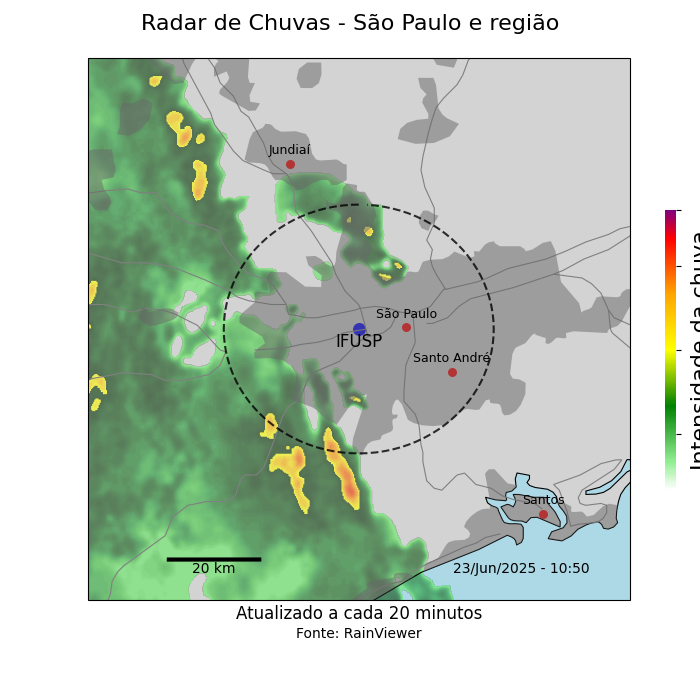 Radar de Chuvas - São Paulo e região
Jundiaí
São Paulo
IFUSP
Santo André
Santos
20 km
23/Jun/2025 - 10:50
Intensidade da chuva
Atualizado a cada 20 minutos
Fonte: RainViewer